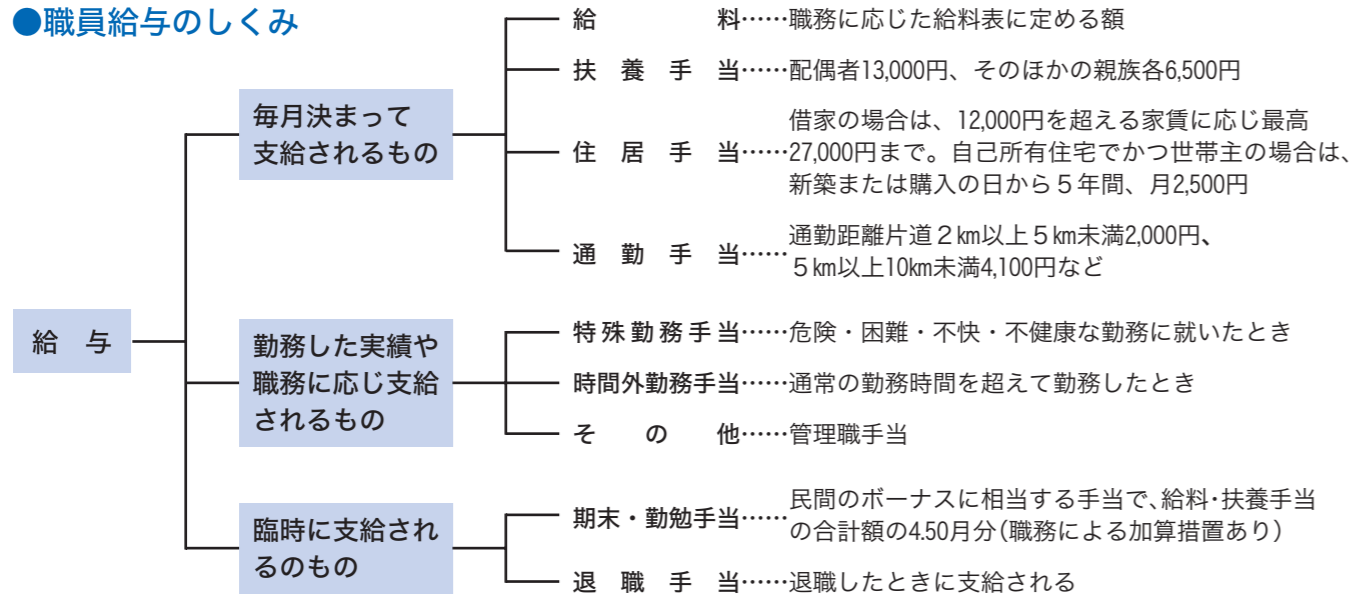 ●職員給与のしくみ
給与
毎月決まって
支給されるもの
給料……職務に応じた給料表に定める額
扶養手当……配偶者13,000円、そのほかの親族各6,500円
住居手当……借家の場合は、12,000円を超える家賃に応じ最高
27,000円まで。自己所有住宅でかつ世帯主の場合は、
新築または購入の日から５年間、月2,500円
通勤手当……通勤距離片道２㎞以上５㎞未満2,000円、
５㎞以上10㎞未満4,100円など
勤務した実績や
職務に応じ支給
されるもの
特殊勤務手当……危険・困難・不快・不健康な勤務に就いたとき
時間外勤務手当……通常の勤務時間を超えて勤務したとき
その他……管理職手当
臨時に支給され
るのもの
期末・勤勉手当……民間のボーナスに相当する手当で、給料・扶養手当
の合計額の4.50月分（職務による加算措置あり）
退職手当……退職したときに支給される